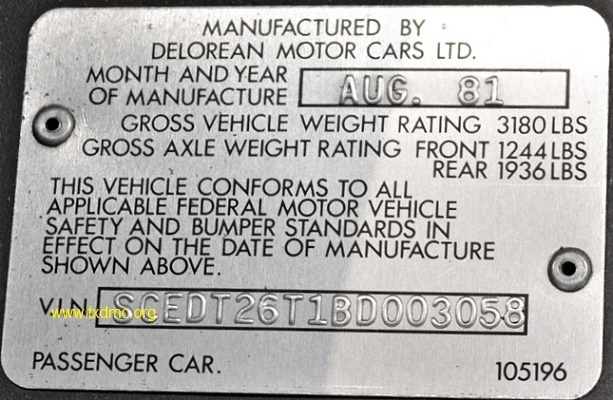 MANUFACTURED BY
DELOREAN MOTOR CARS LTD.
MONTH AND YEAR
OF MANUFACTURE AUG. 81
GROSS VEHICLE WEIGHT RATING 3180 LBS
GROSS AXLE WEIGHT RATING FRONT 1244 LBS
REAR 1936 LBS
THIS VEHICLE CONFORMS TO ALL
APPLICABLE FEDERAL MOTOR VEHICLE
SAFETY AND BUMPER STANDARDS IN
EFFECT ON THE DATE OF MANUFACTURE
SHOWN ABOVE.
V.I.N. SCEDT26T1BD003058
www.txdmc.org
PASSENGER CAR. 105196